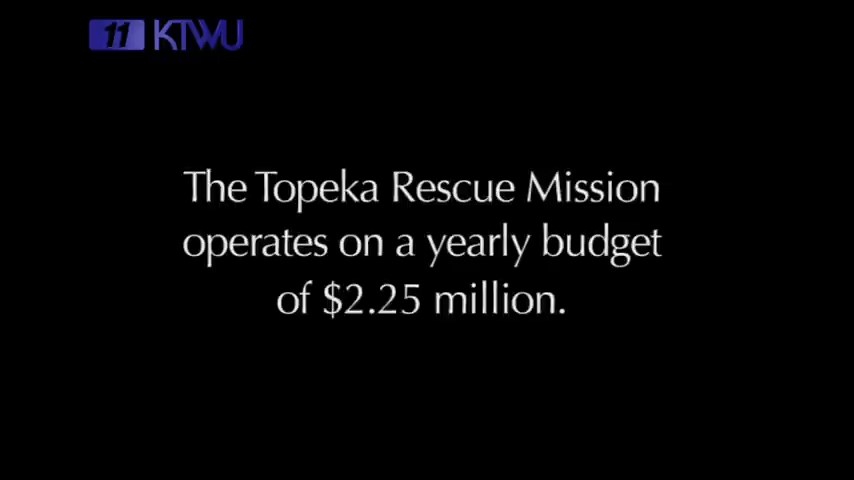 11 KTWU
The Topeka Rescue Mission
operates on a yearly budget
of $2.25 million.